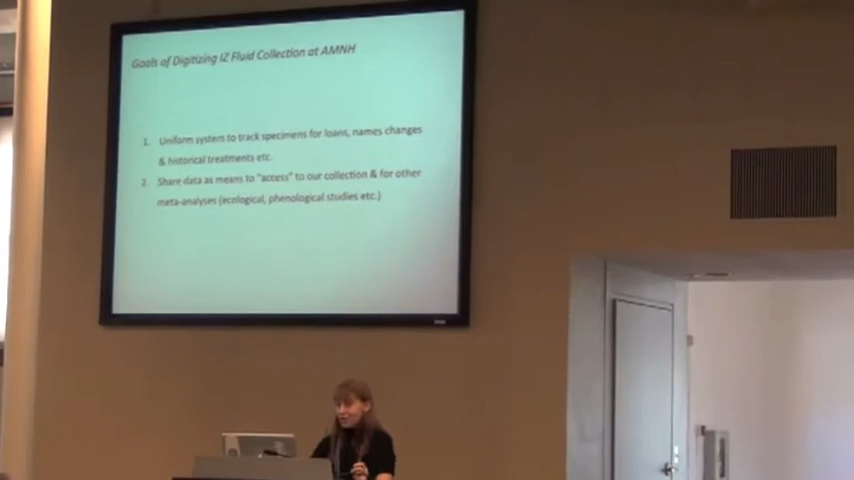 Goals of Digitizing IZ Fluid Collection at AMNH
1. Uniform system to track specimens for loans, names changes
& historical treatments etc.
2. Share data as means to "access" to our collection & for other
meta-analyses (ecological, phenological studies etc.)